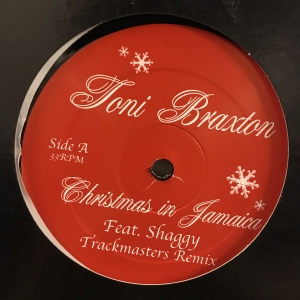 Toni Braxton
Side A
33RPM
Christmas in Jamaica
Feat. Shaggy
Trackmasters Remix